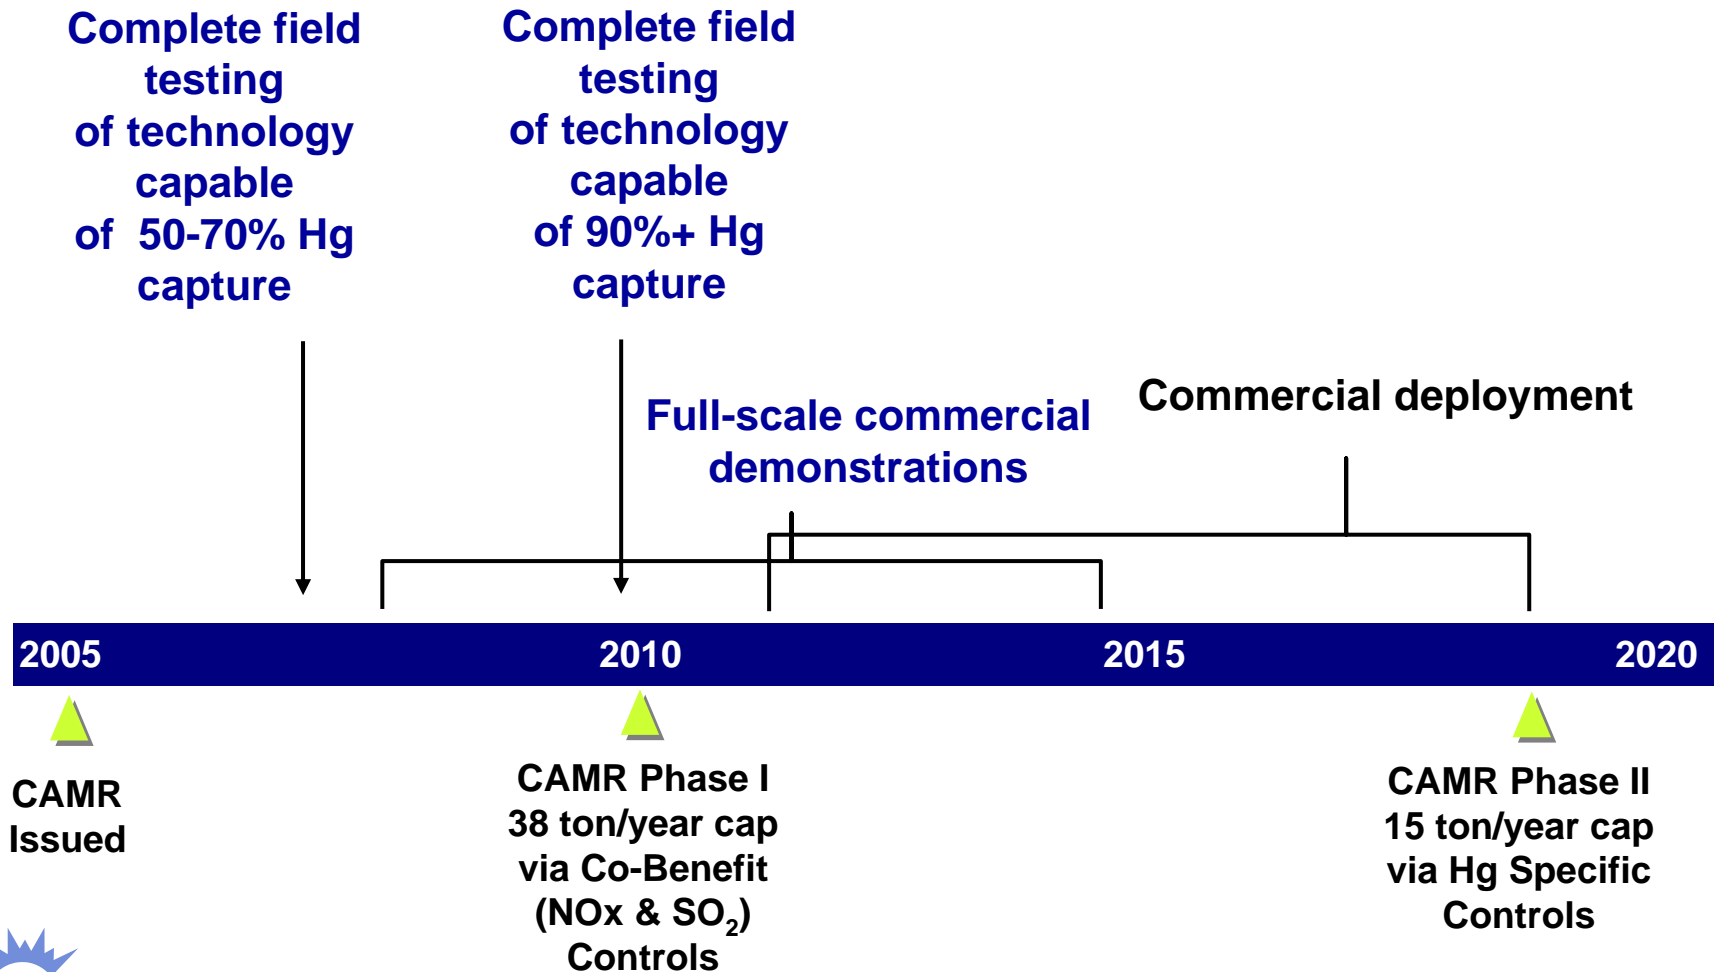 Complete field
testing
of technology
capable
of 50-70% Hg
capture
Complete field
testing
of technology
capable
of 90%+ Hg
capture
Full-scale commercial
demonstrations
Commercial deployment
2005
2010
2015
2020
CAMR
Issued
CAMR Phase I
38 ton/year cap
via Co-Benefit
(NOx & SO₂)
Controls
CAMR Phase II
15 ton/year cap
via Hg Specific
Controls